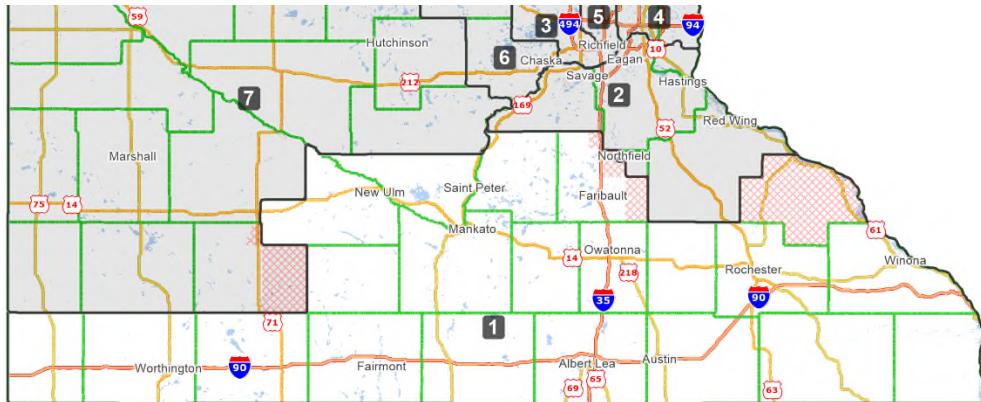 59
3
494
5
4
94
Hutchinson
Richfield
10
6
Chaska
Eagan
Savage
212
Hastings
7
169
2
Red Wing
52
Marshall
Northfield
Saint Peter
New Ulm
Faribault
75
14
Mankato
61
Owatonna
14
Winona
218
Rochester
35
90
71
1
Worthington
90
Fairmont
Albert Lea
Austin
69
65
63